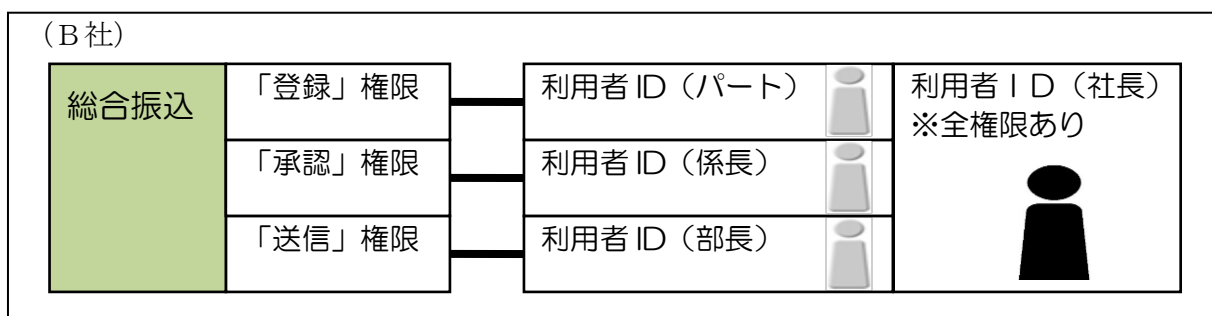 （Ｂ社）
総合振込
「登録」権限
利用者ID（パート）
利用者ＩＤ（社長）
※全権限あり
「承認」権限
利用者ID（係長）
「送信」権限
利用者ID（部長）